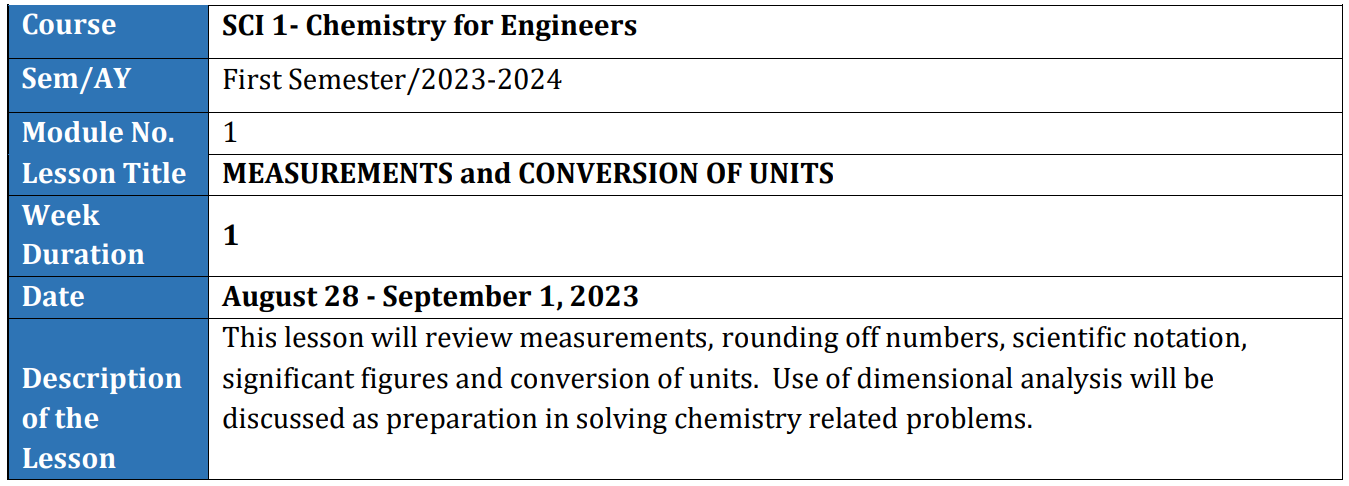 Course SCI 1- Chemistry for Engineers
Sem/AY First Semester/2023-2024
Module No. 1
Lesson Title MEASUREMENTS and CONVERSION OF UNITS
Week
Duration
1
Date August 28 - September 1, 2023
Description
of the
Lesson
This lesson will review measurements, rounding off numbers, scientific notation,
significant figures and conversion of units.  Use of dimensional analysis will be
discussed as preparation in solving chemistry related problems.